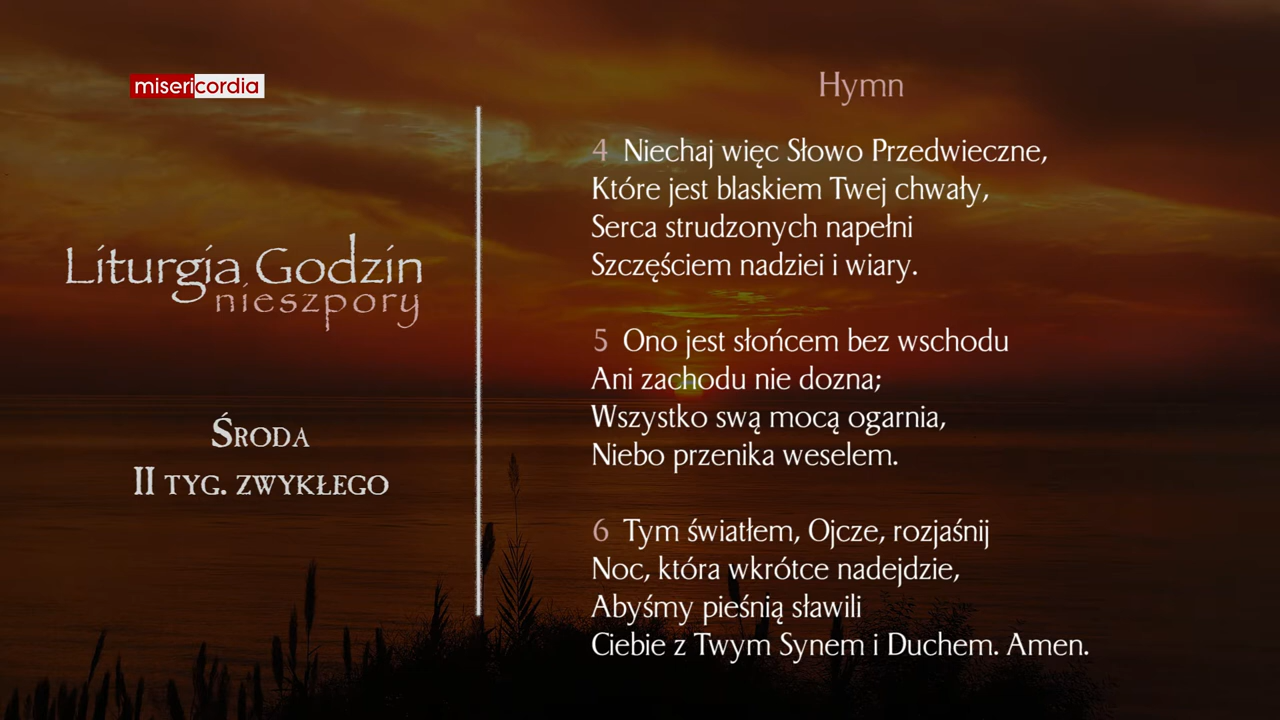 misericordia
Liturgia Godzin
nieszpory
Środa
II tyg. zwykłego
Hymn
4 Niechaj więc Słowo Przedwieczne,
Które jest blaskiem Twej chwały,
Serca strudzonych napełni
Szczęściem nadziei i wiary.
5 Ono jest słońcem bez wschodu
Ani zachodu nie dozna;
Wszystko swą mocą ogarnia,
Niebo przenika weselem.
6 Tym światłem, Ojcze, rozjaśnij
Noc, która wkrótce nadejdzie,
Abyśmy pieśnią sławili
Ciebie z Twym Synem i Duchem. Amen.